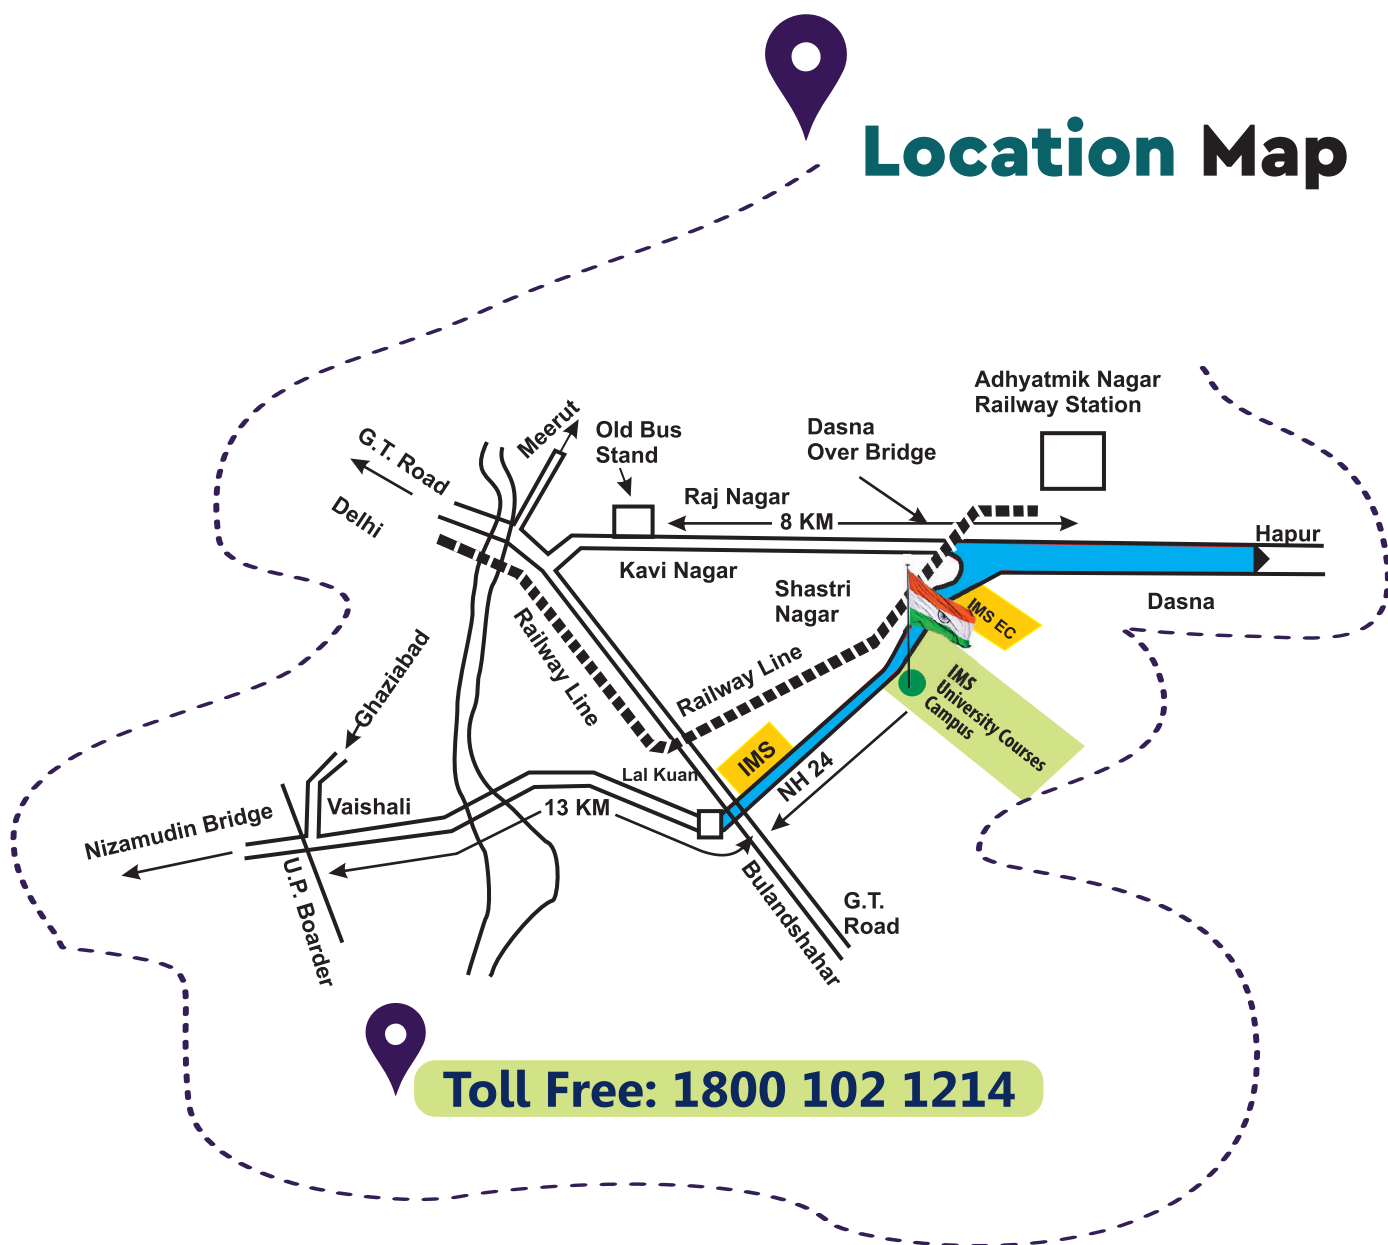 Location Map
Adhyatmik Nagar
Railway Station
Meerut
Old Bus
Stand
Dasna
Over Bridge
G.T. Road
Raj Nagar
8 KM
Delhi
Hapur
Kavi Nagar
Shastri
Nagar
Dasna
IMS EC
Railway Line
Railway Line
Ghaziabad
IMS
University Courses
Campus
IMS
Lal Kuan
NH 24
Vaishali
13 KM
Nizamudin Bridge
U.P. Boarder
Bulandshahar
G.T.
Road
Toll Free: 1800 102 1214